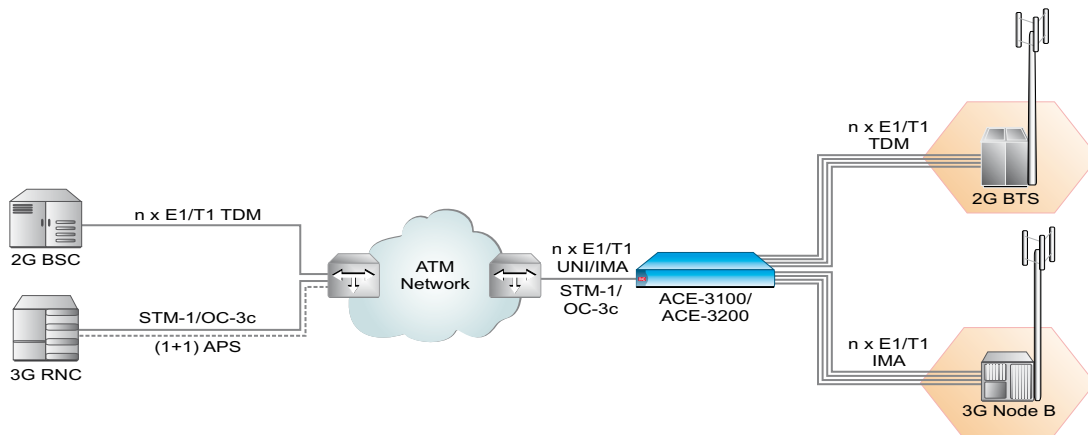 n x E1/T1
TDM
2G BTS
n x E1/T1 TDM
2G BSC
ATM
Network
n x E1/T1
UNI/IMA
STM-1/
OC-3c
ACE-3100/
ACE-3200
STM-1/OC-3c
(1+1) APS
3G RNC
n x E1/T1
IMA
3G Node B